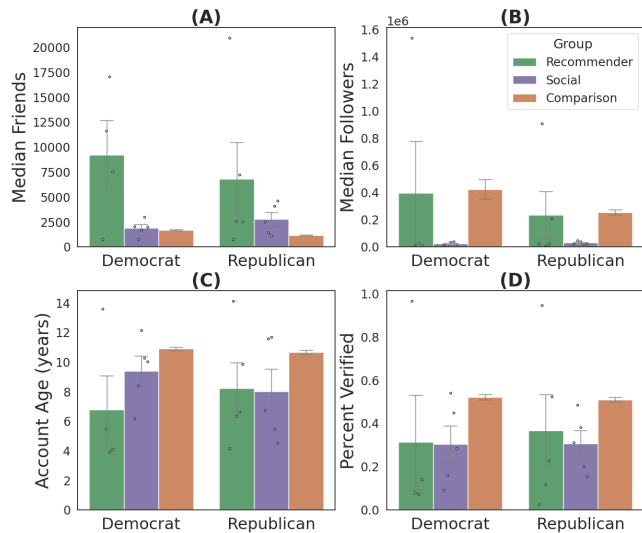 (A)
Median Friends
20000
17500
15000
12500
10000
7500
5000
2500
0
Democrat
Republican
(B)
1e6
Median Followers
1.6
1.4
1.2
1.0
0.8
0.6
0.4
0.2
0.0
Group
Recommender
Social
Comparison
Democrat
Republican
(C)
Account Age (years)
14
12
10
8
6
4
2
0
Democrat
Republican
(D)
Percent Verified
1.0
0.8
0.6
0.4
0.2
0.0
Democrat
Republican